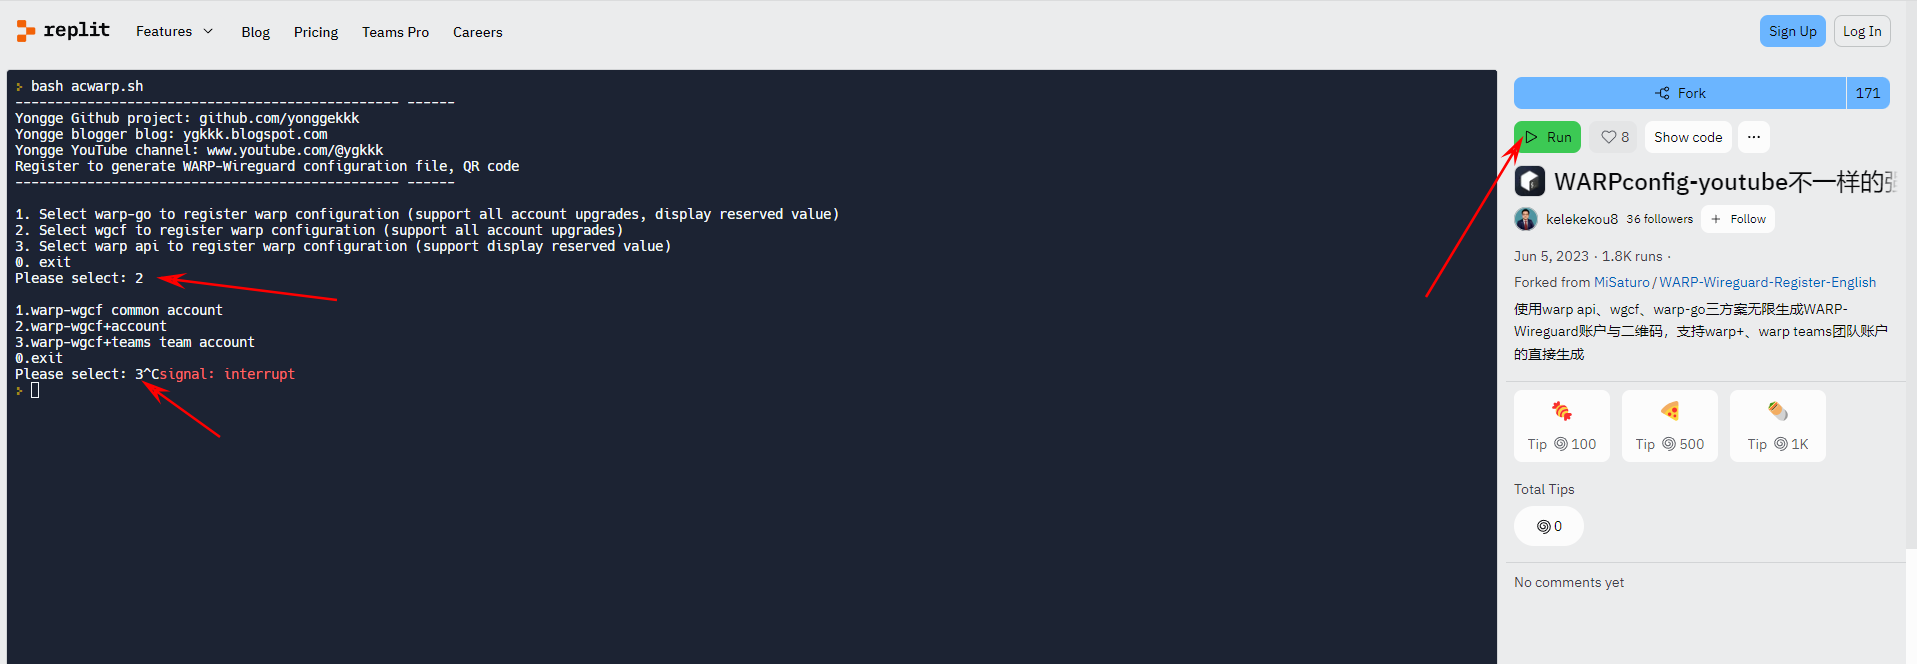 replit Features Blog Pricing Teams Pro Careers Sign Up Log In
bash acwarp.sh
------------------------------------------------ ------
Yongge Github project: github.com/yonggekkk
Yongge blogger blog: ygkkk.blogspot.com
Yongge YouTube channel: www.youtube.com/@ygkkk
Register to generate WARP-Wireguard configuration file, QR code
------------------------------------------------ ------
1. Select warp-go to register warp configuration (support all account upgrades, display reserved value)
2. Select wgcf to register warp configuration (support all account upgrades)
3. Select warp api to register warp configuration (support display reserved value)
0. exit
Please select: 2
1.warp-wgcf common account
2.warp-wgcf+account
3.warp-wgcf+teams team account
0.exit
Please select: 3^Csignal: interrupt
Fork 171
Run 8 Show code ...
WARPconfig-youtube不一样的
kelekekou8 36 followers + Follow
Jun 5, 2023 · 1.8K runs ·
Forked from MiSaturo/WARP-Wireguard-Register-English
使用warp api、wgcf、warp-go三方案无限生成WARP-
Wireguard账户与二维码，支持warp+、warp teams团队账户
的直接生成
Tip 100 Tip 500 Tip 1K
Total Tips
0
No comments yet